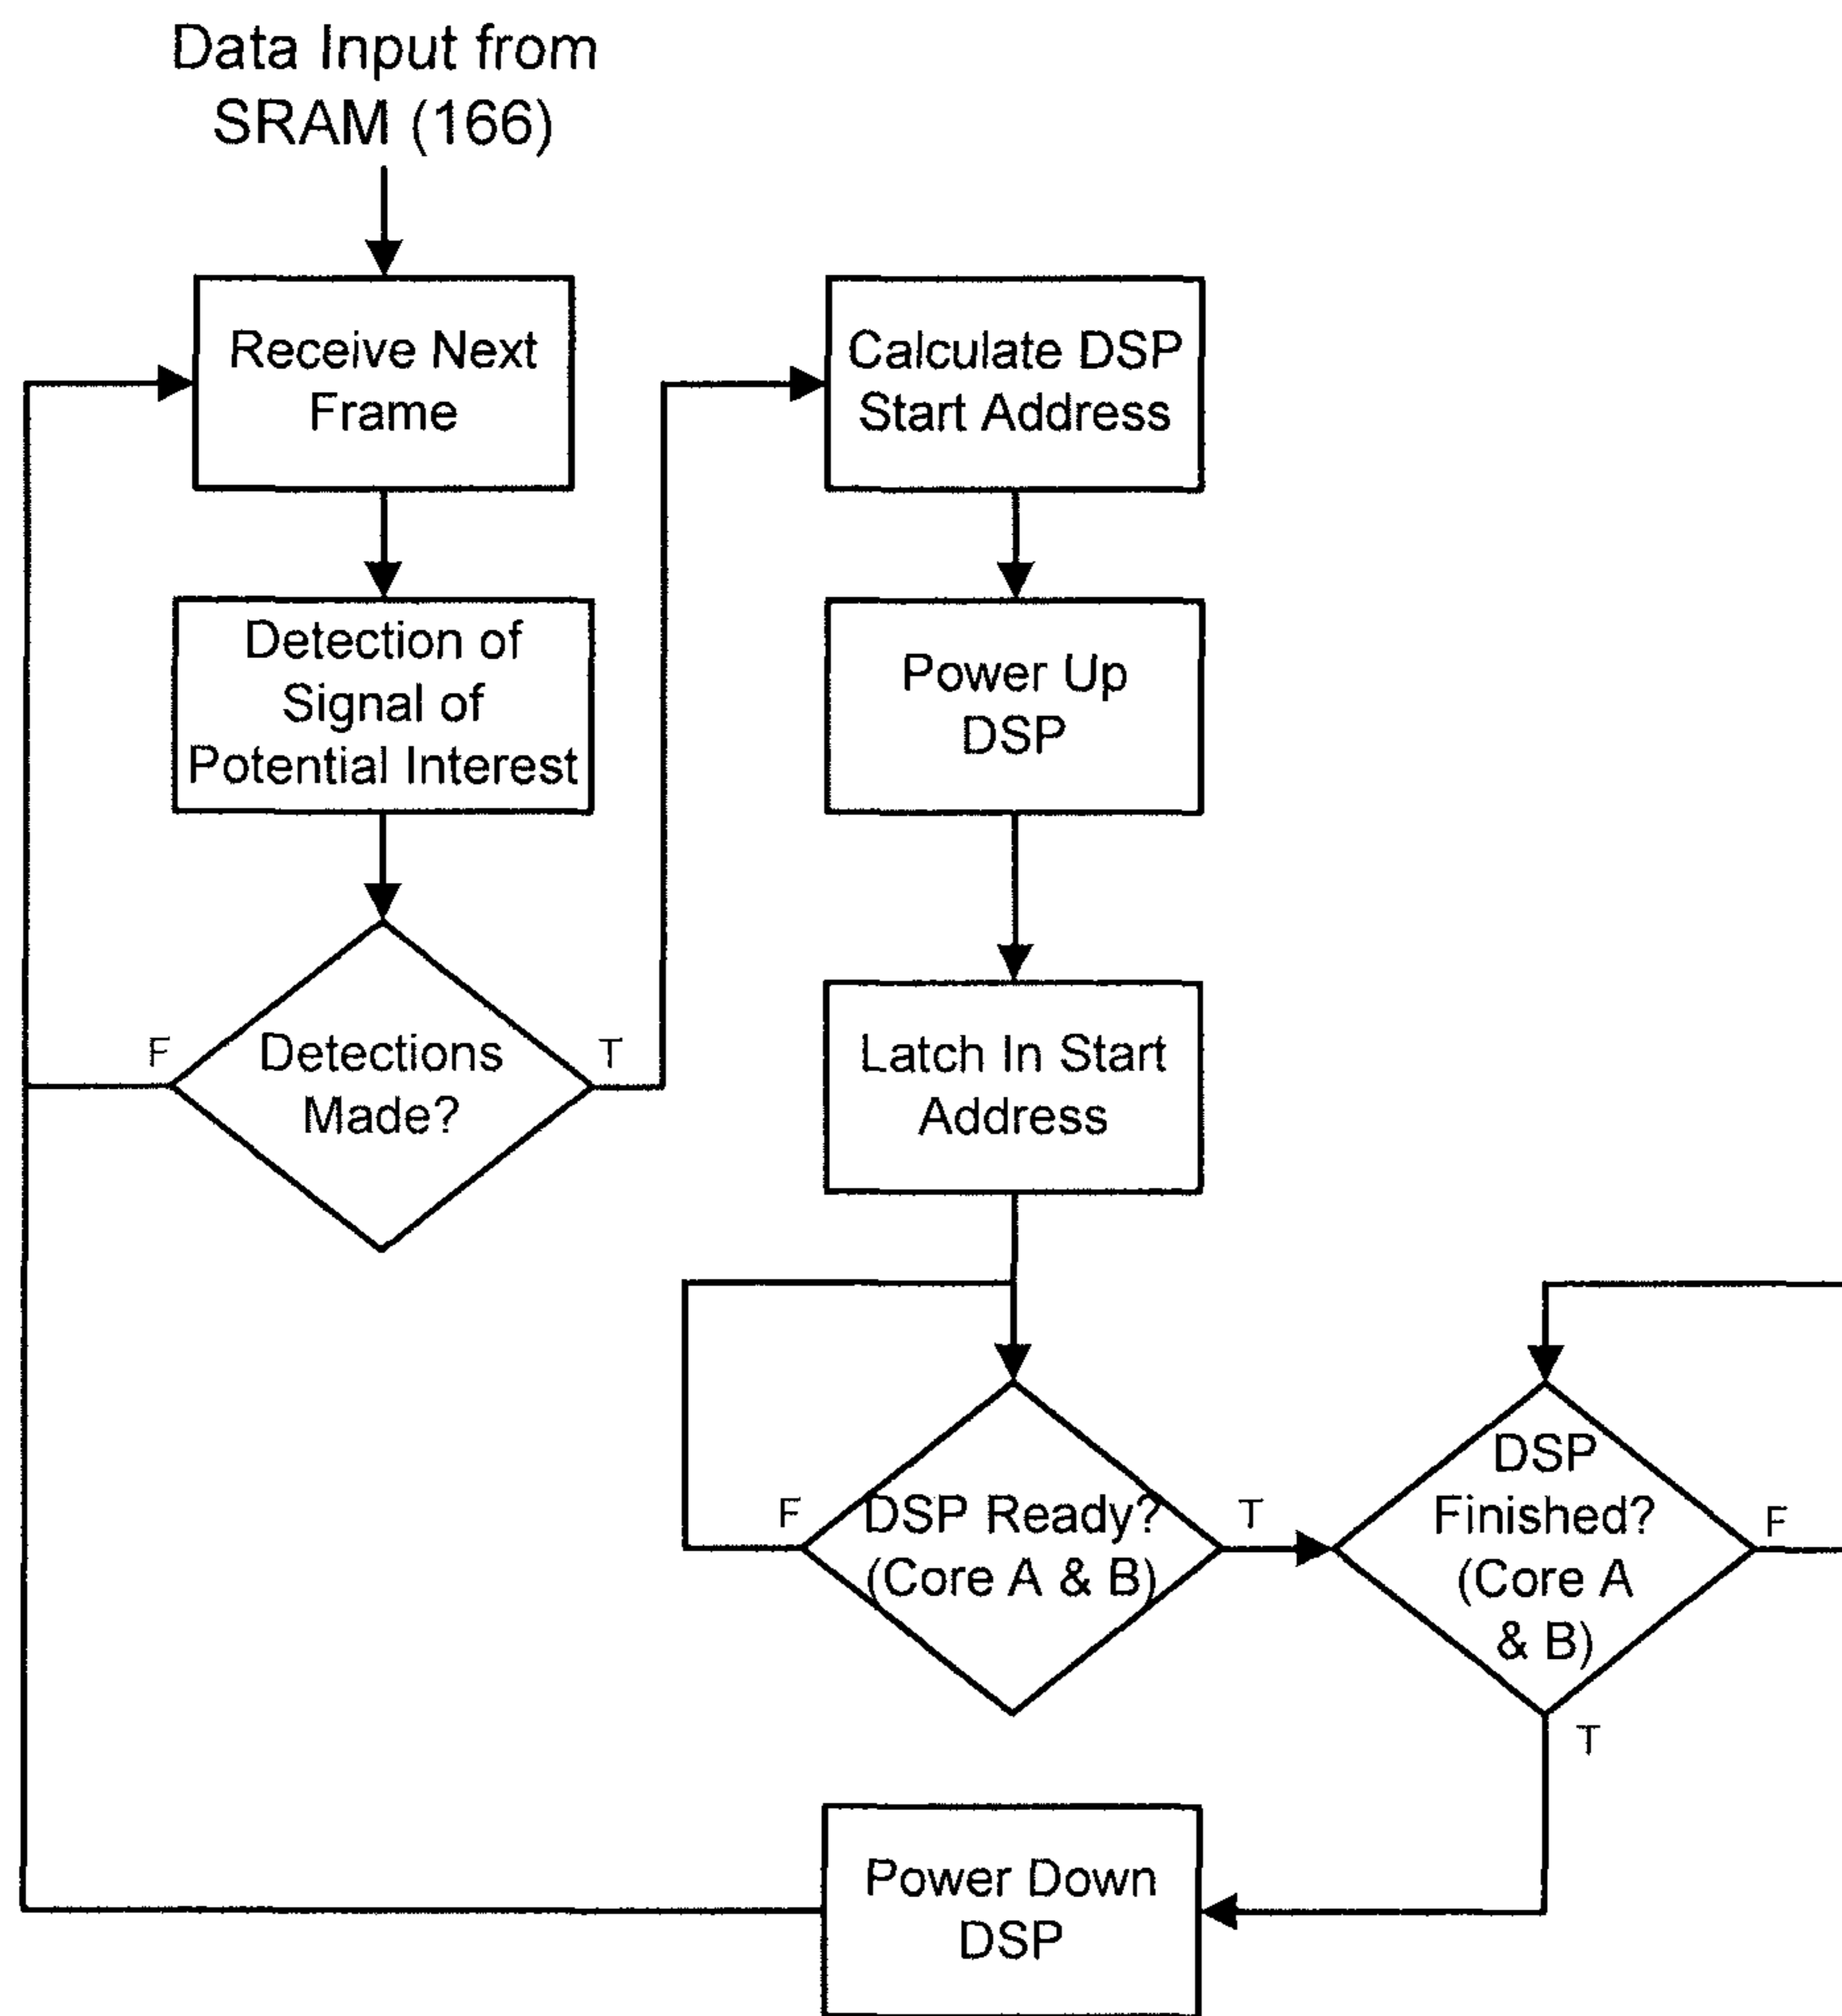 Data Input from
SRAM (166)
Receive Next
Frame
Detection of
Signal of
Potential Interest
F
Detections
Made?
T
Calculate DSP
Start Address
Power Up
DSP
Latch In Start
Address
F
DSP Ready?
(Core A & B)
T
DSP
Finished?
(Core A
& B)
F
T
Power Down
DSP